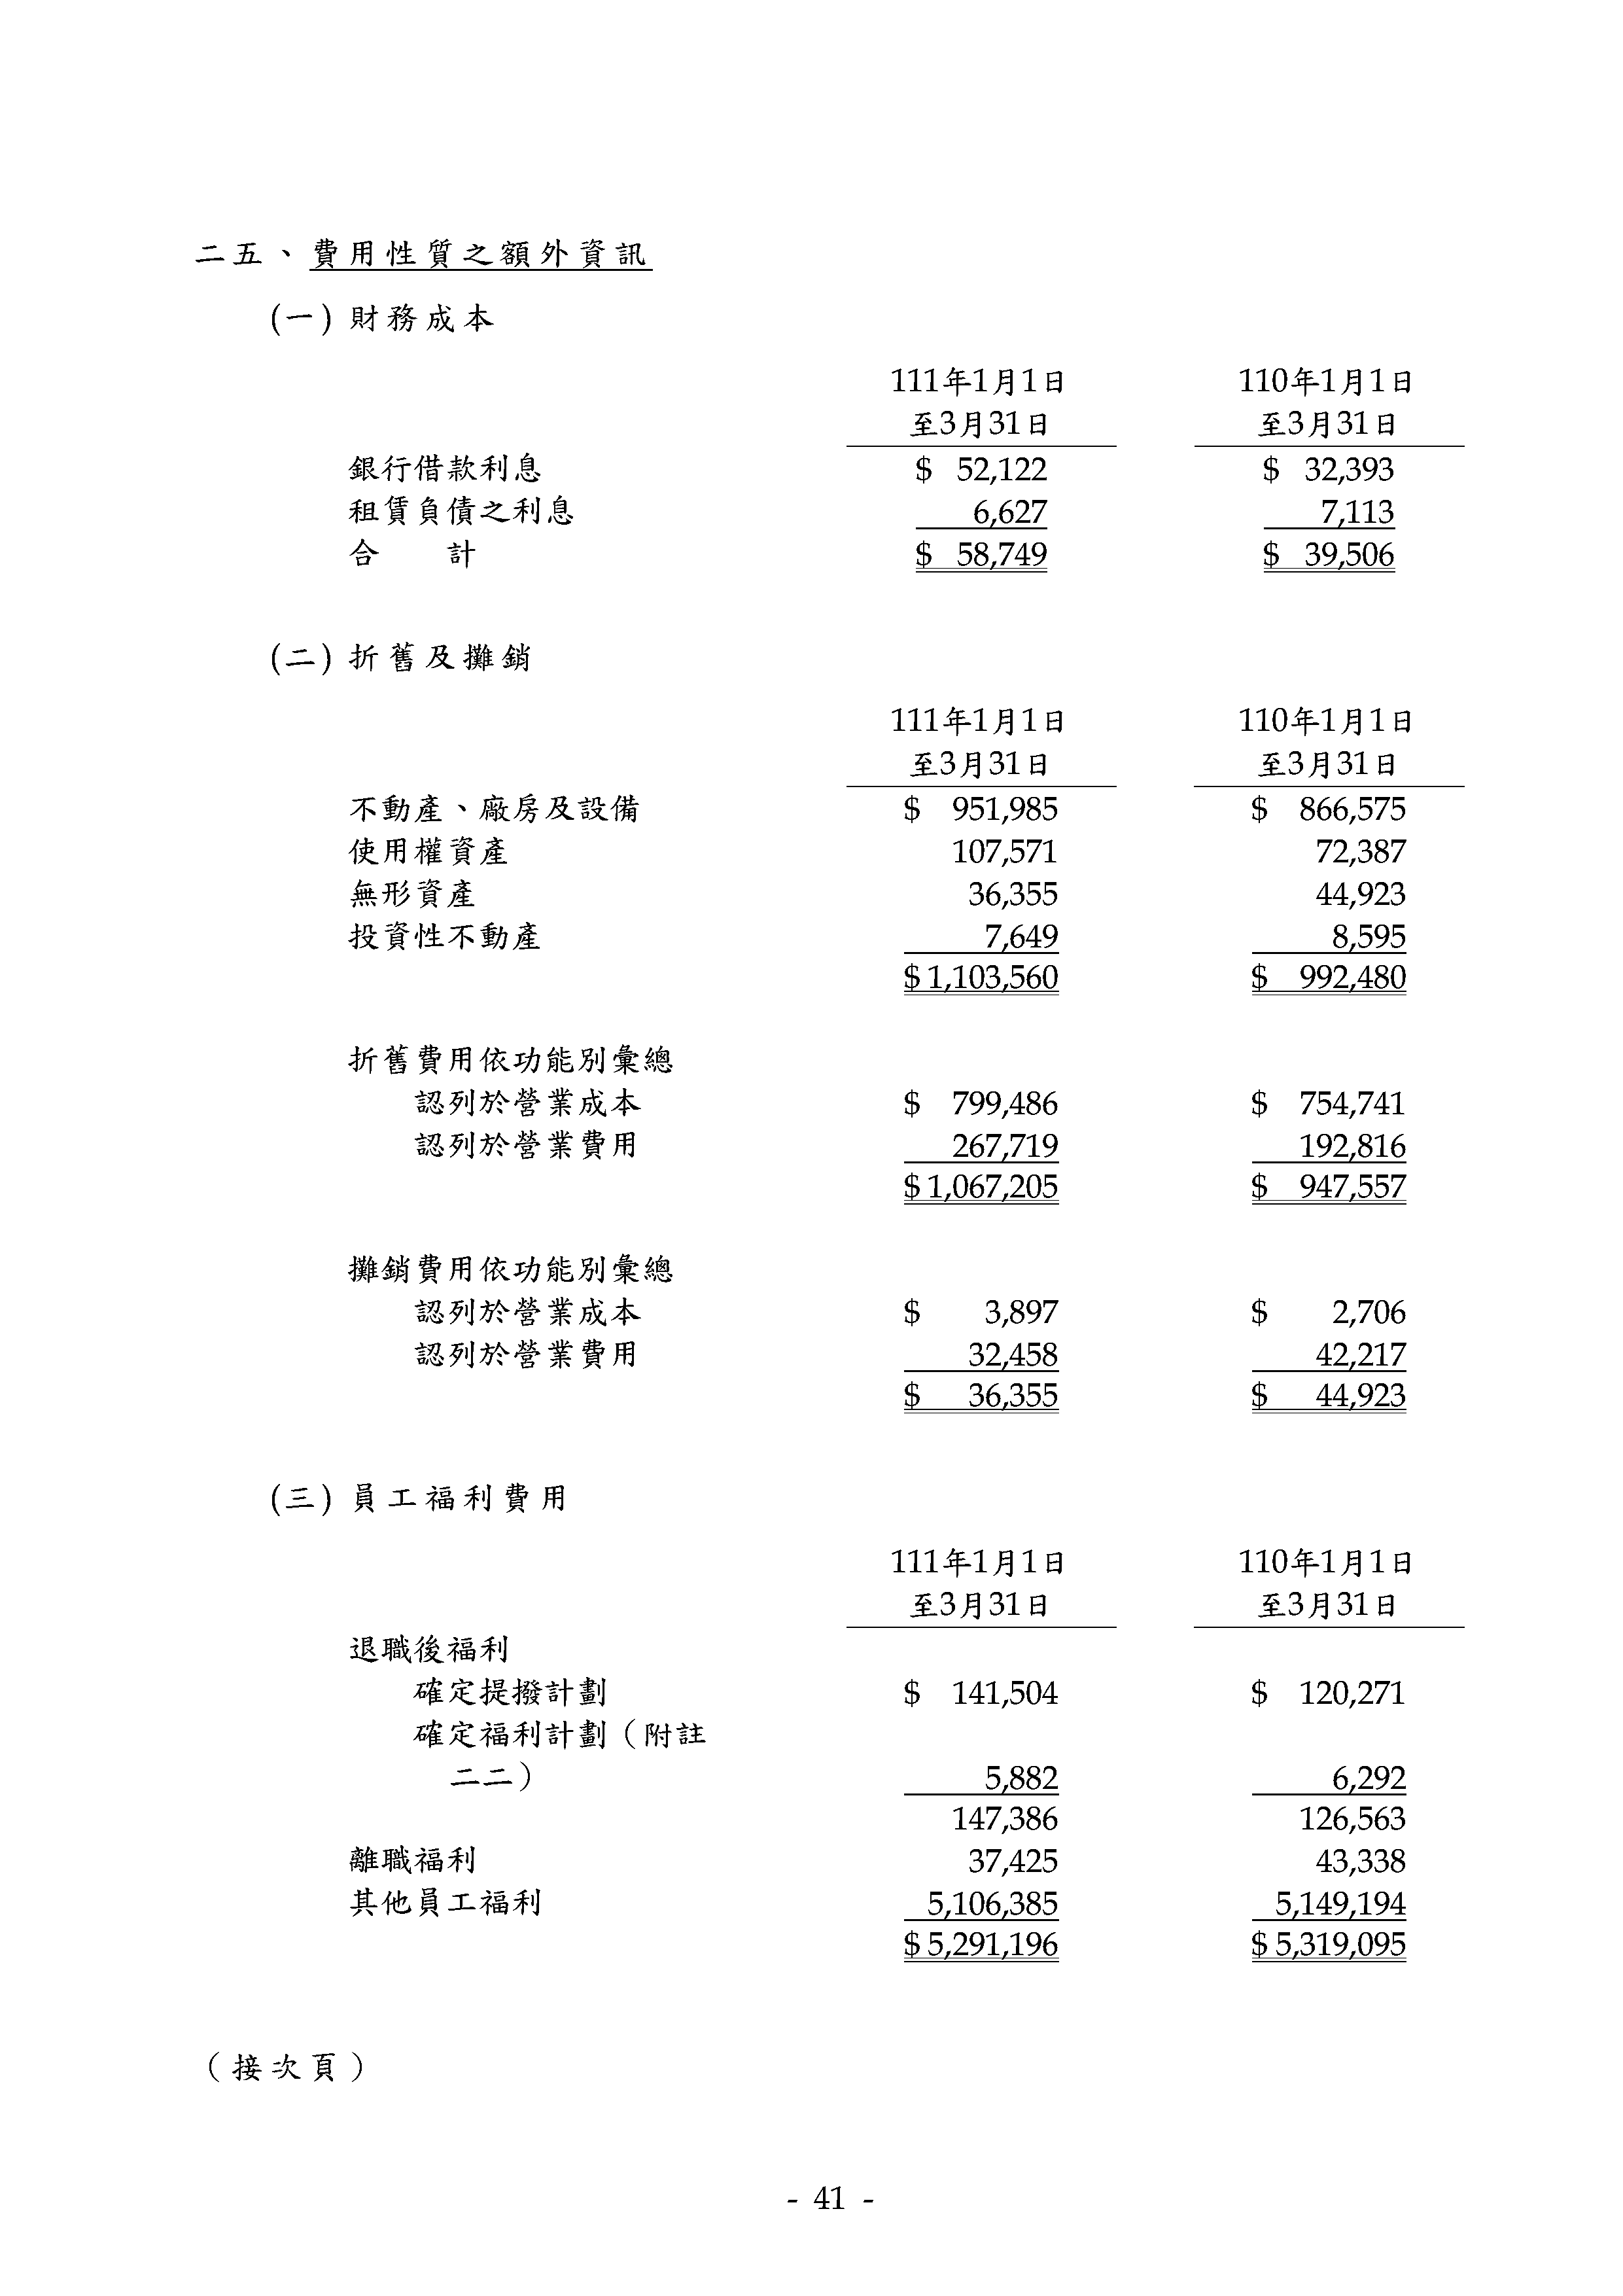 二五、費用性質之額外資訊
(一) 財務成本
111年1月1日 110年1月1日
至3月31日 至3月31日
銀行借款利息 $ 52,122 $ 32,393
租賃負債之利息 6,627 7,113
合　　計 $ 58,749 $ 39,506
(二) 折舊及攤銷
111年1月1日 110年1月1日
至3月31日 至3月31日
不動產、廠房及設備 $ 951,985 $ 866,575
使用權資產 107,571 72,387
無形資產 36,355 44,923
投資性不動產 7,649 8,595
$ 1,103,560 $ 992,480
折舊費用依功能別彙總
認列於營業成本 $ 799,486 $ 754,741
認列於營業費用 267,719 192,816
$ 1,067,205 $ 947,557
攤銷費用依功能別彙總
認列於營業成本 $ 3,897 $ 2,706
認列於營業費用 32,458 42,217
$ 36,355 $ 44,923
(三) 員工福利費用
111年1月1日 110年1月1日
至3月31日 至3月31日
退職後福利
確定提撥計劃 $ 141,504 $ 120,271
確定福利計劃（附註
二二） 5,882 6,292
147,386 126,563
離職福利 37,425 43,338
其他員工福利 5,106,385 5,149,194
$ 5,291,196 $ 5,319,095
（接次頁）
- 41 -